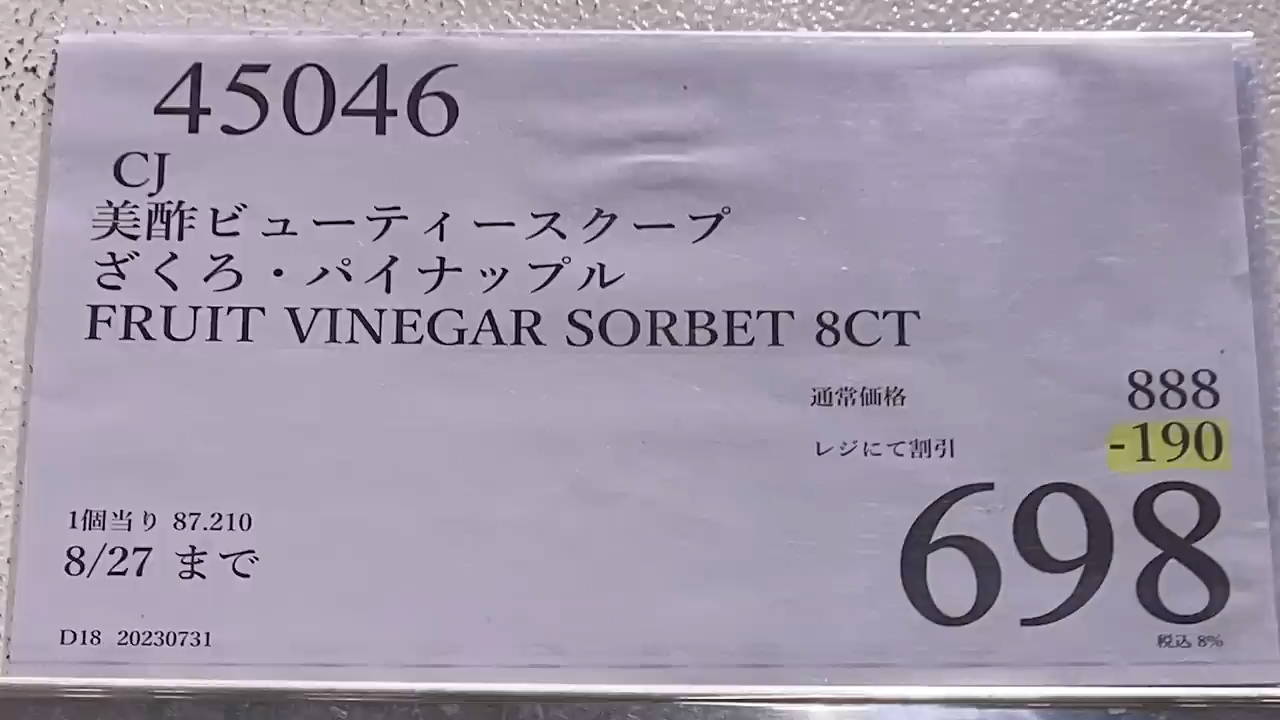 45046
CJ
美酢ビューティースクープ
ざくろ・パイナップル
FRUIT VINEGAR SORBET 8CT
通常価格 888
レジにて割引 -190
698
税込 8%
1個当り 87.210
8/27 まで
D18 20230731